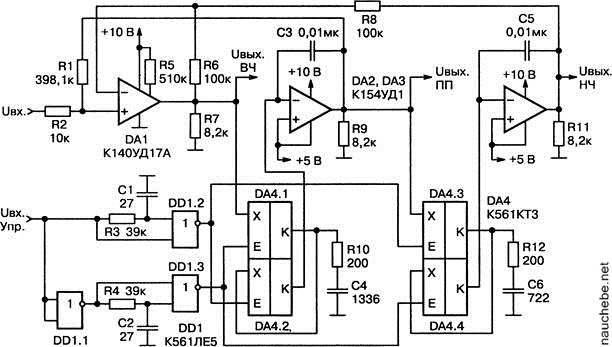 R8
100к
C3 0,01мк
C5
0,01мк
+10 В
R1
398,1к
R5
510к
R6
100к
Uвых.
ВЧ
+10 В
DA2, DA3
К154УД1
Uвых.
ПП
+10 В
Uвых.
НЧ
Uвх.
R2
10к
DA1
К140УД17А
R7
8,2к
R9
8,2к
R11
8,2к
+5 В
+5 В
C1
27
DD1.2
DA4.1
DA4.3
DA4
К561КТ3
Uвх.
Упр.
R3 39к
1
X
E
X
E
K
K
R10
200
X
E
X
E
K
K
R12
200
R4 39к
DD1.3
1
1
C4
1336
C6
722
DD1.1
C2
27
DD1
К561ЛЕ5
DA4.2,
DA4.4
nauchebe.net